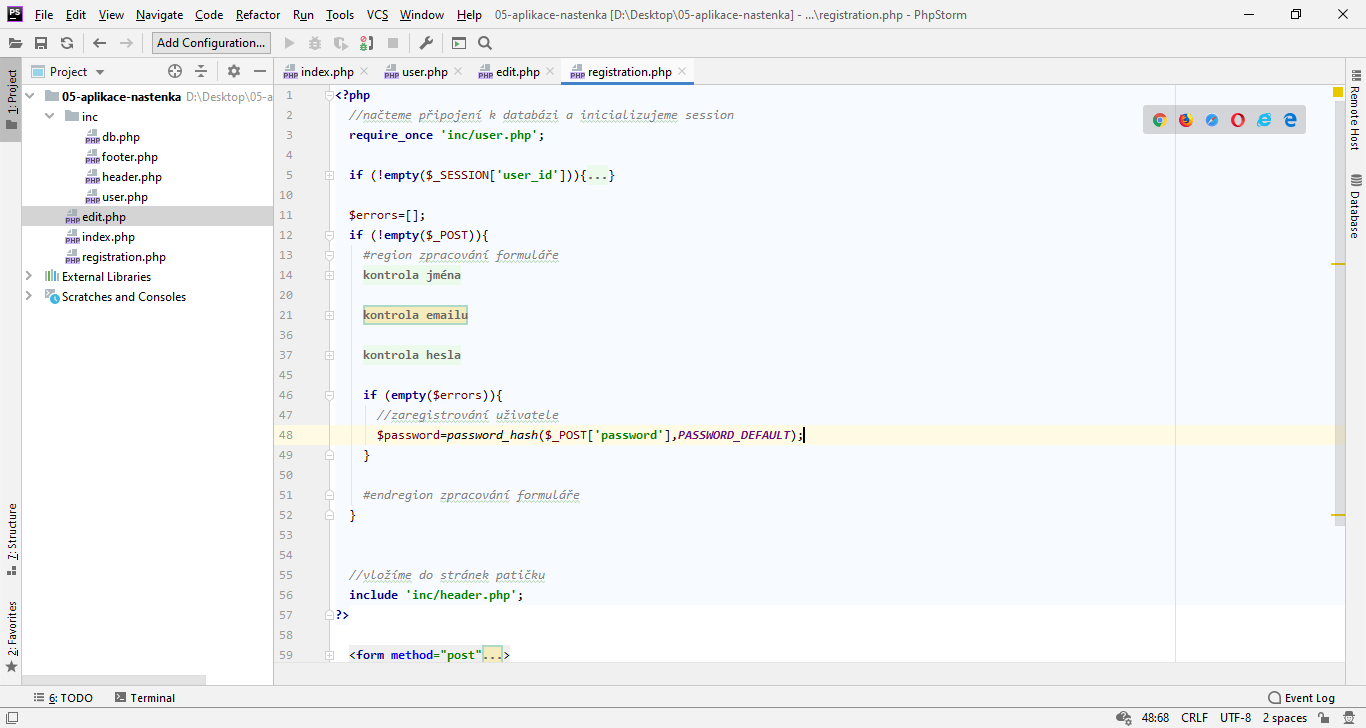 File Edit View Navigate Code Refactor Run Tools VCS Window Help 05-aplikace-nastenka [D:\Desktop\05-aplikace-nastenka] - ...\registration.php - PhpStorm
Add Configuration...
Project
index.php
user.php
edit.php
registration.php
1: Project
7: Structure
2: Favorites
05-aplikace-nastenka D:\Desktop\05-a
inc
db.php
footer.php
header.php
user.php
edit.php
index.php
registration.php
External Libraries
Scratches and Consoles
1 <?php
2 //načteme připojení k databázi a inicializujeme session
3 require_once 'inc/user.php';
4
5 if (!empty($_SESSION['user_id'])){...}
10
11 $errors=[];
12 if (!empty($_POST)){
13 #region zpracování formuláře
14 kontrola jména
20
21 kontrola emailu
36
37 kontrola hesla
45
46 if (empty($errors)){
47 //zaregistrování uživatele
48 $password=password_hash($_POST['password'],PASSWORD_DEFAULT);
49 }
50
51 #endregion zpracování formuláře
52 }
53
54
55 //vložíme do stránek patičku
56 include 'inc/header.php';
57 ?>
58
59 <form method="post"...>
Remote Host
Database
6: TODO
Terminal
Event Log
48:68 CRLF UTF-8 2 spaces